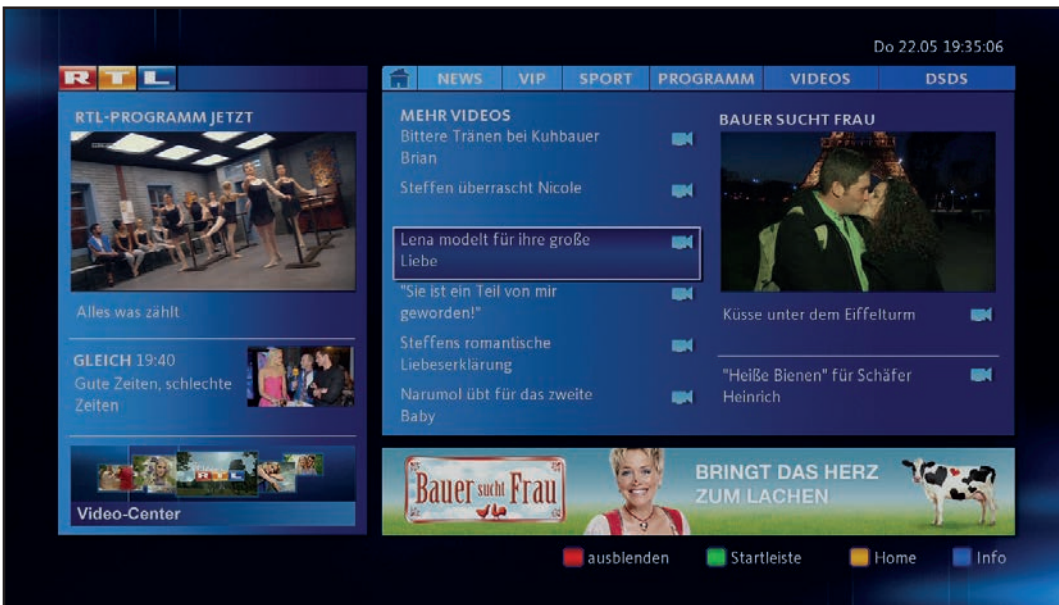 Do 22.05 19:35:06
RTL
NEWS VIP SPORT PROGRAMM VIDEOS DSDS
RTL-PROGRAMM JETZT
Alles was zählt
GLEICH 19:40
Gute Zeiten, schlechte
Zeiten
RTL
Video-Center
MEHR VIDEOS
Bittere Tränen bei Kuhbauer
Brian
Steffen überrascht Nicole
Lena modelt für ihre große
Liebe
"Sie ist ein Teil von mir
geworden!"
Steffens romantische
Liebeserklärung
Narumol übt für das zweite
Baby
BAUER SUCHT FRAU
Küsse unter dem Eiffelturm
"Heiße Bienen" für Schäfer
Heinrich
Bauer sucht Frau
BRINGT DAS HERZ
ZUM LACHEN
ausblenden Startleiste Home Info